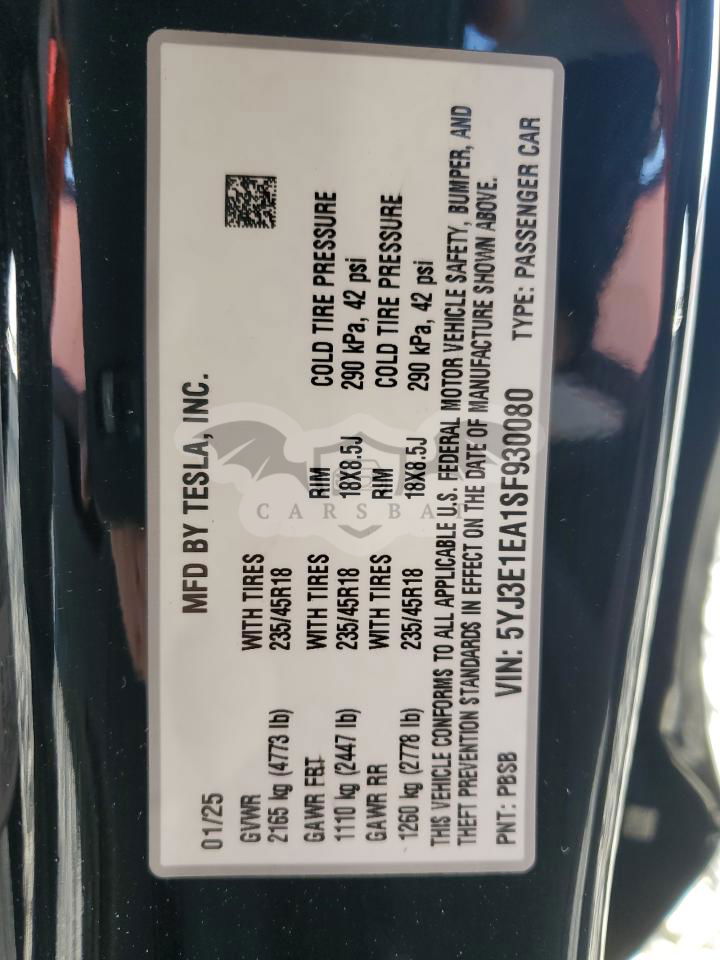 01/25 MFD BY TESLA, INC.
GVWR WITH TIRES
2165 kg (4773 lb) 235/45R18
GAWR FRT WITH TIRES RIM COLD TIRE PRESSURE
1110 kg (2447 lb) 235/45R18 18X8.5J 290 kPa, 42 psi
GAWR RR WITH TIRES RIM COLD TIRE PRESSURE
1260 kg (2778 lb) 235/45R18 18X8.5J 290 kPa, 42 psi
THIS VEHICLE CONFORMS TO ALL APPLICABLE U.S. FEDERAL MOTOR VEHICLE SAFETY, BUMPER, AND
THEFT PREVENTION STANDARDS IN EFFECT ON THE DATE OF MANUFACTURE SHOWN ABOVE.
PNT: PBSB VIN: 5YJ3E1EA1SF930080 TYPE: PASSENGER CAR
CARSBAT